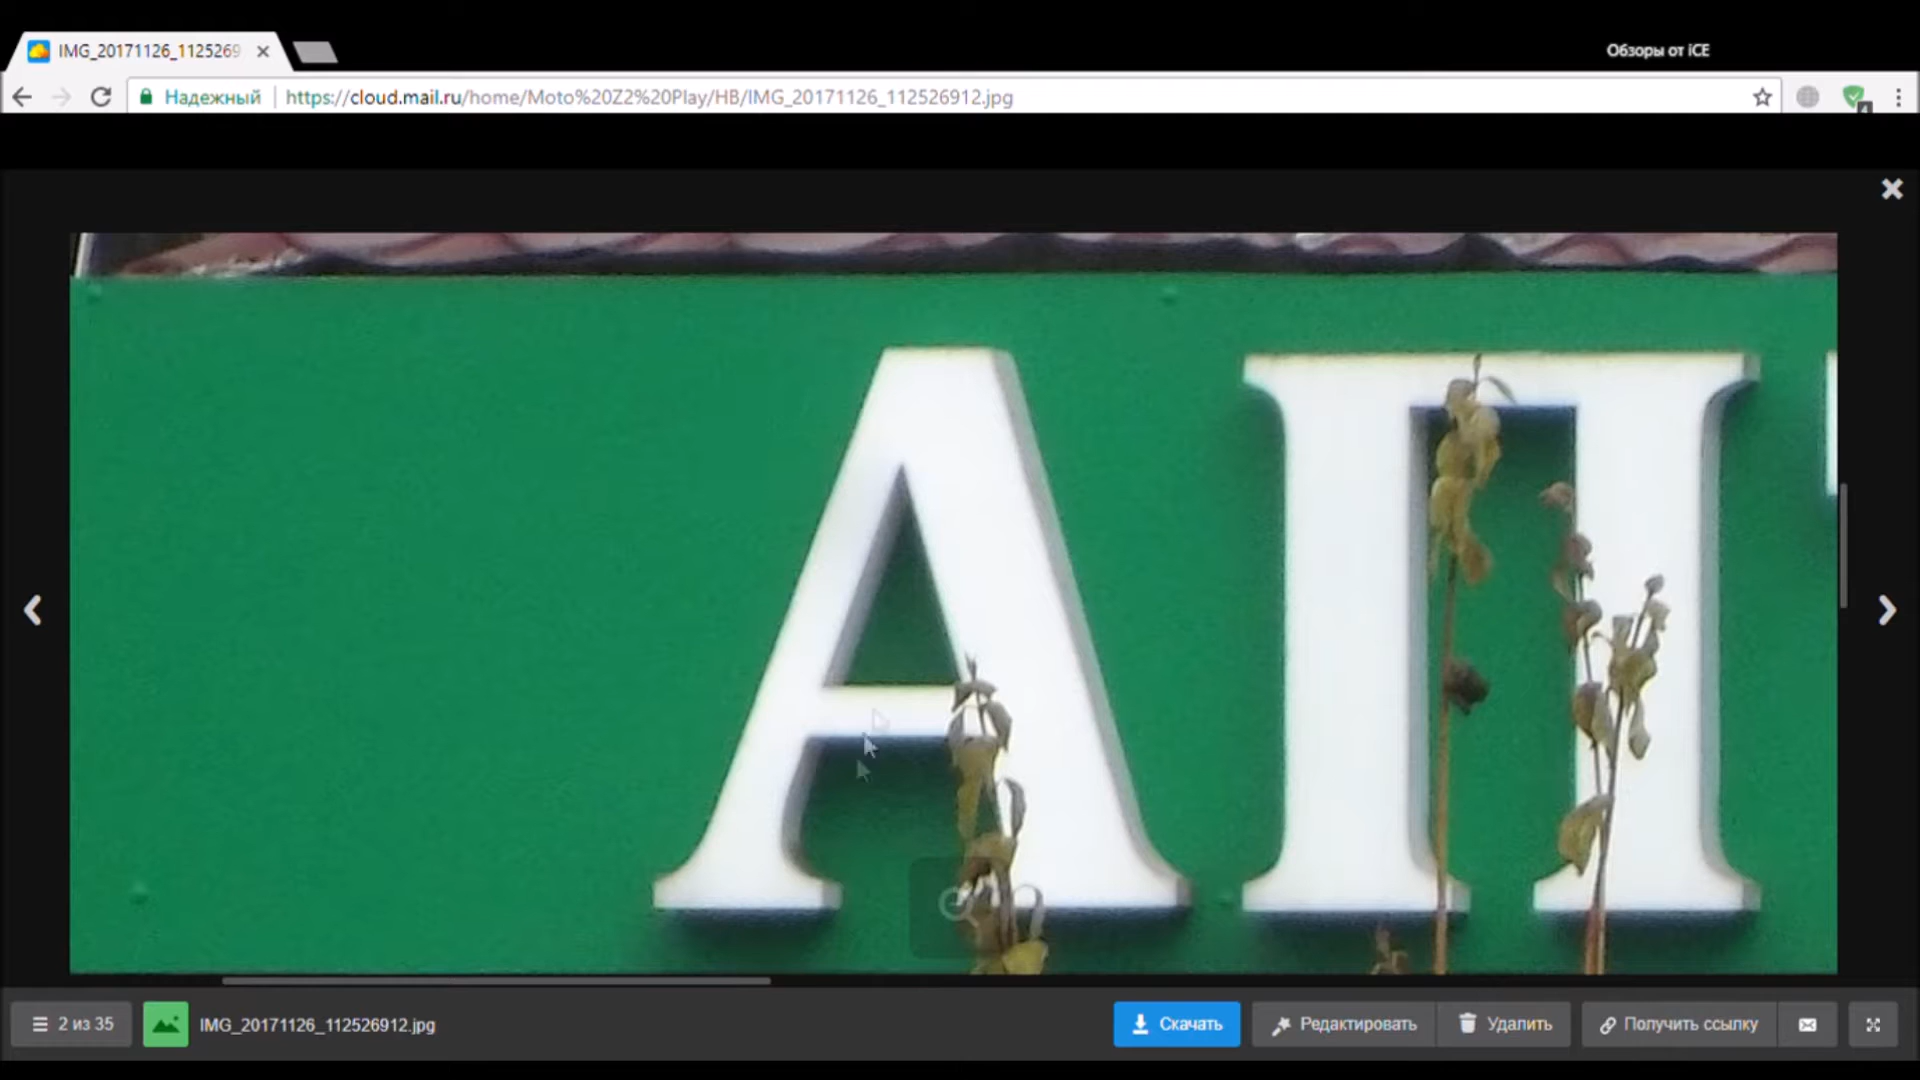 IMG_20171126_1125269
Обзоры от iCE
Надежный
https://cloud.mail.ru/home/Moto%20Z2%20Play/HB/IMG_20171126_112526912.jpg
АП
2 из 35
IMG_20171126_112526912.jpg
Скачать
Редактировать
Удалить
Получить ссылку